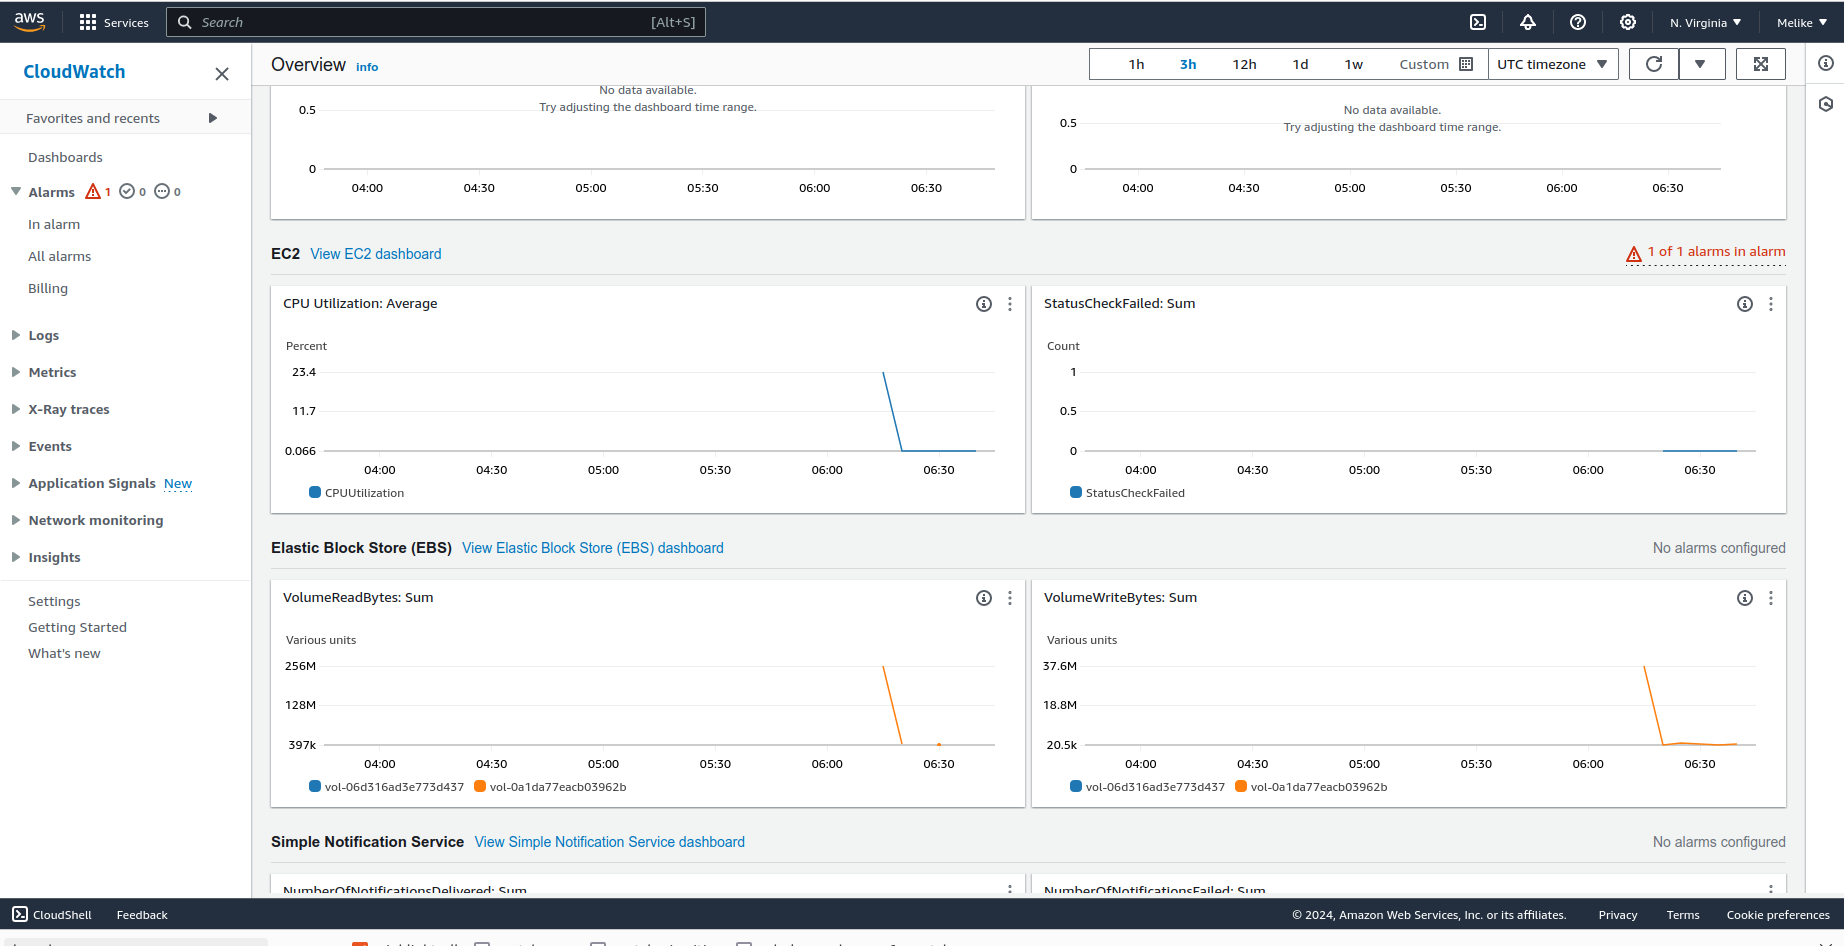 aws Services Search [Alt+S] N. Virginia Melike
CloudWatch
Favorites and recents
Dashboards
Alarms 1 0 0
In alarm
All alarms
Billing
Logs
Metrics
X-Ray traces
Events
Application Signals New
Network monitoring
Insights
Settings
Getting Started
What's new
Overview info 1h 3h 12h 1d 1w Custom UTC timezone
No data available.
Try adjusting the dashboard time range.
0.5
0
04:00 04:30 05:00 05:30 06:00 06:30
No data available.
Try adjusting the dashboard time range.
0.5
0
04:00 04:30 05:00 05:30 06:00 06:30
EC2 View EC2 dashboard 1 of 1 alarms in alarm
CPU Utilization: Average
Percent
23.4
11.7
0.066
04:00 04:30 05:00 05:30 06:00 06:30
CPUUtilization
StatusCheckFailed: Sum
Count
1
0.5
0
04:00 04:30 05:00 05:30 06:00 06:30
StatusCheckFailed
Elastic Block Store (EBS) View Elastic Block Store (EBS) dashboard No alarms configured
VolumeReadBytes: Sum
Various units
256M
128M
397k
04:00 04:30 05:00 05:30 06:00 06:30
vol-06d316ad3e773d437 vol-0a1da77eacb03962b
VolumeWriteBytes: Sum
Various units
37.6M
18.8M
20.5k
04:00 04:30 05:00 05:30 06:00 06:30
vol-06d316ad3e773d437 vol-0a1da77eacb03962b
Simple Notification Service View Simple Notification Service dashboard No alarms configured
NumberOfNotificationsDelivered: Sum
NumberOfNotificationsFailed: Sum
CloudShell Feedback © 2024, Amazon Web Services, Inc. or its affiliates. Privacy Terms Cookie preferences